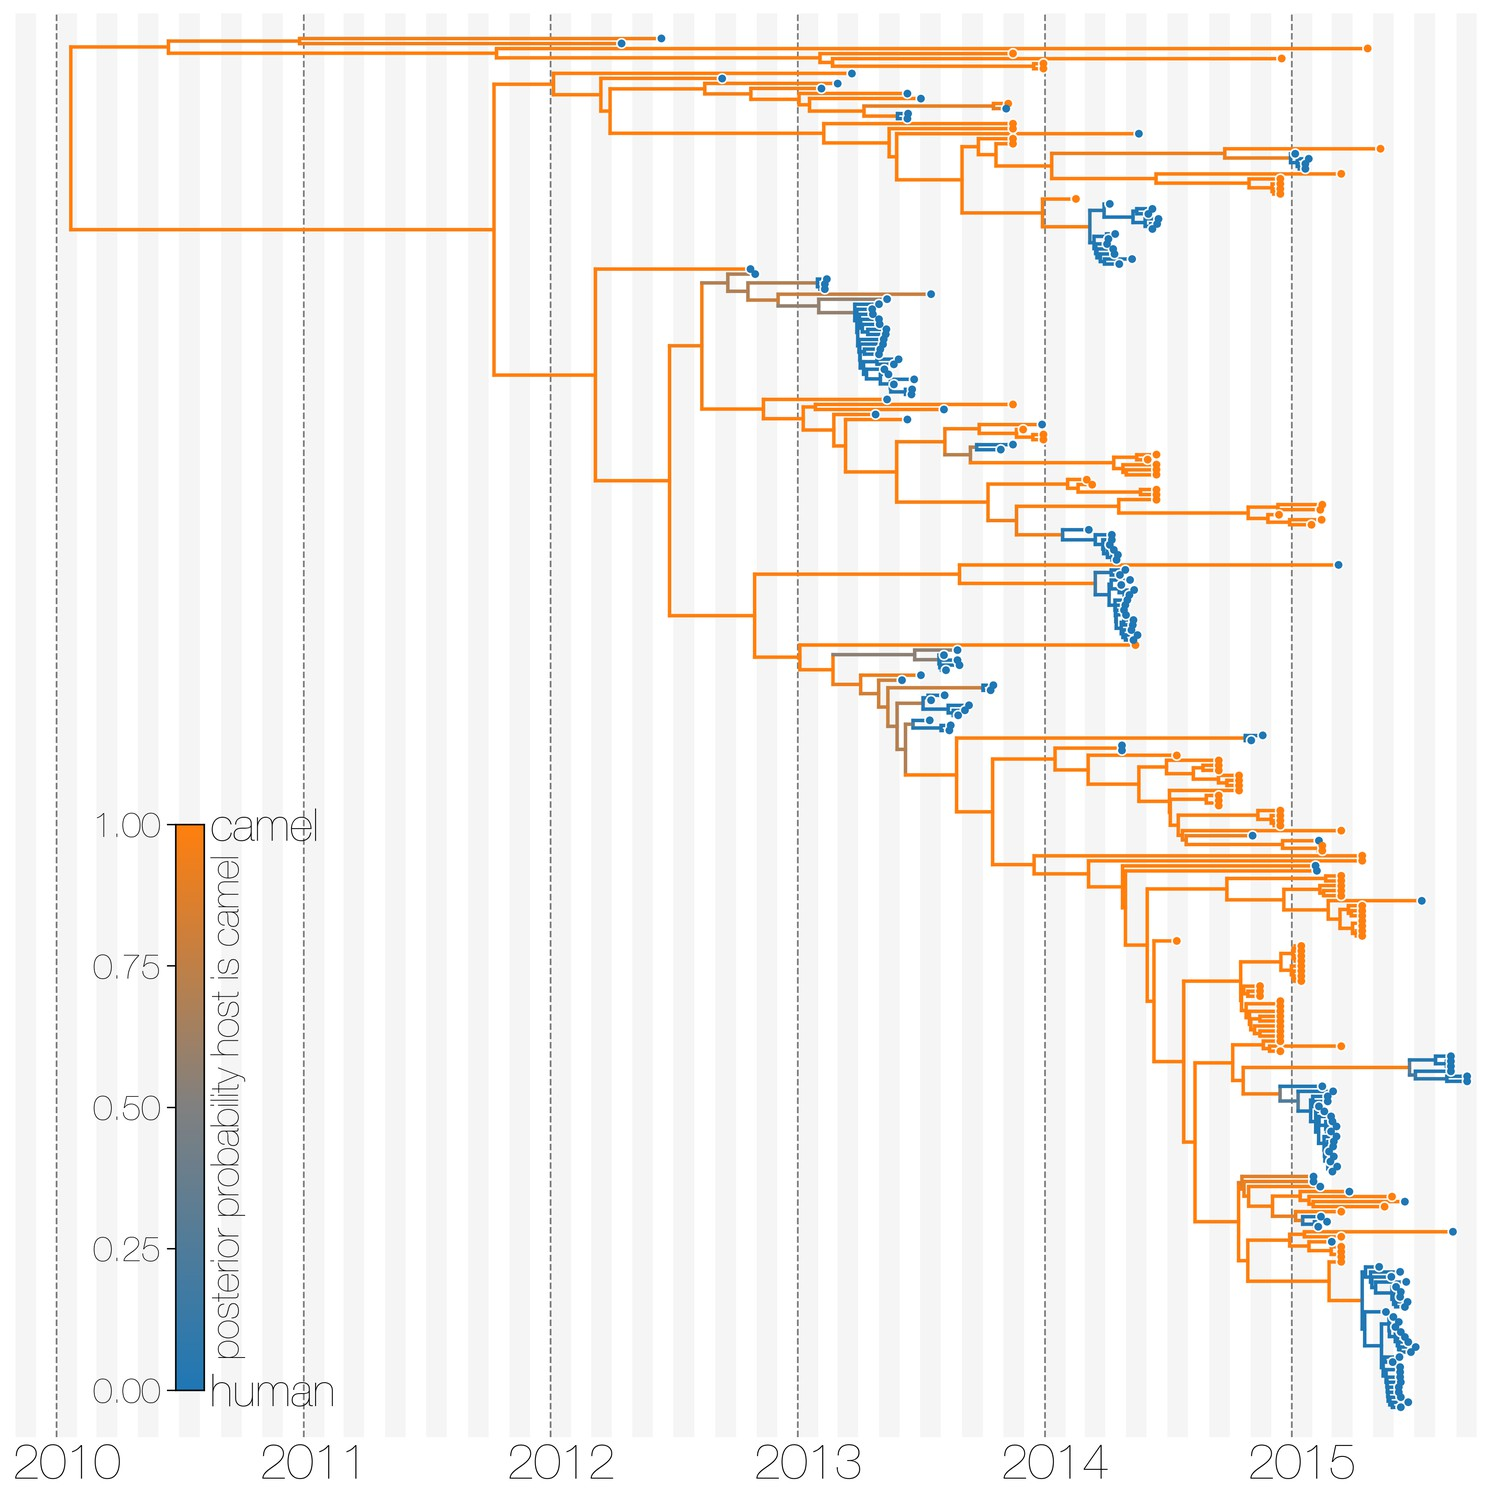 1.00 camel
0.75
0.50
0.25
0.00 human
posterior probability host is camel
2010 2011 2012 2013 2014 2015